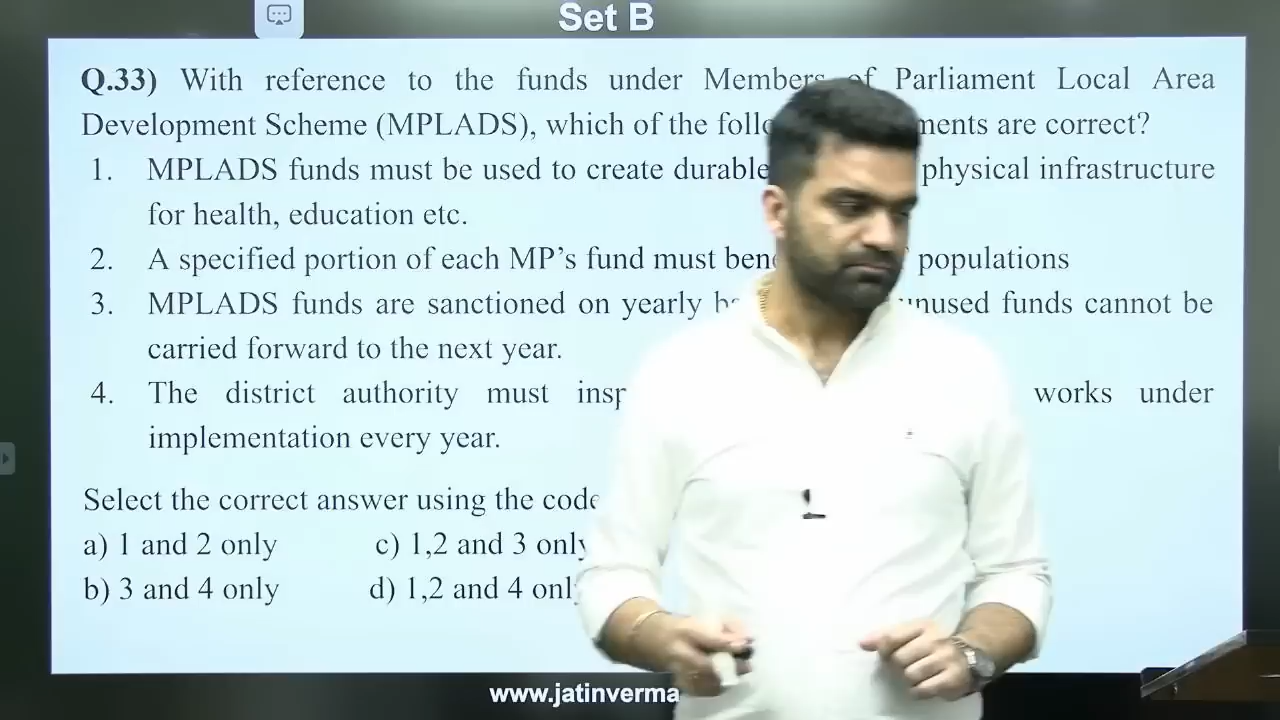 Set B
Q.33) With reference to the funds under Members of Parliament Local Area
Development Scheme (MPLADS), which of the are correct?
1. MPLADS funds must be used to create durable physical infrastructure
for health, education etc.
2. A specified portion of each MP’s fund must populations
3. MPLADS funds are sanctioned on yearly unused funds cannot be
carried forward to the next year.
4. The district authority must works under
implementation every year.
Select the correct answer using the
a) 1 and 2 only c) 1,2 and 3 only
b) 3 and 4 only d) 1,2 and 4 only
www.jatinverma